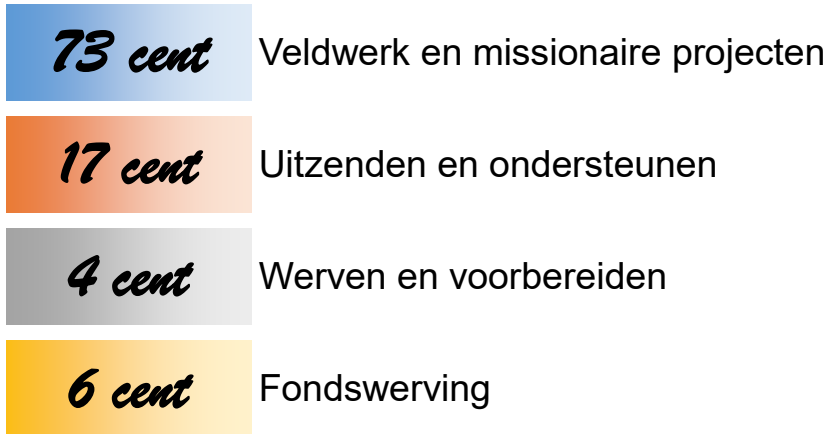 73 cent Veldwerk en missionaire projecten
17 cent Uitzenden en ondersteunen
4 cent Werven en voorbereiden
6 cent Fondswerving